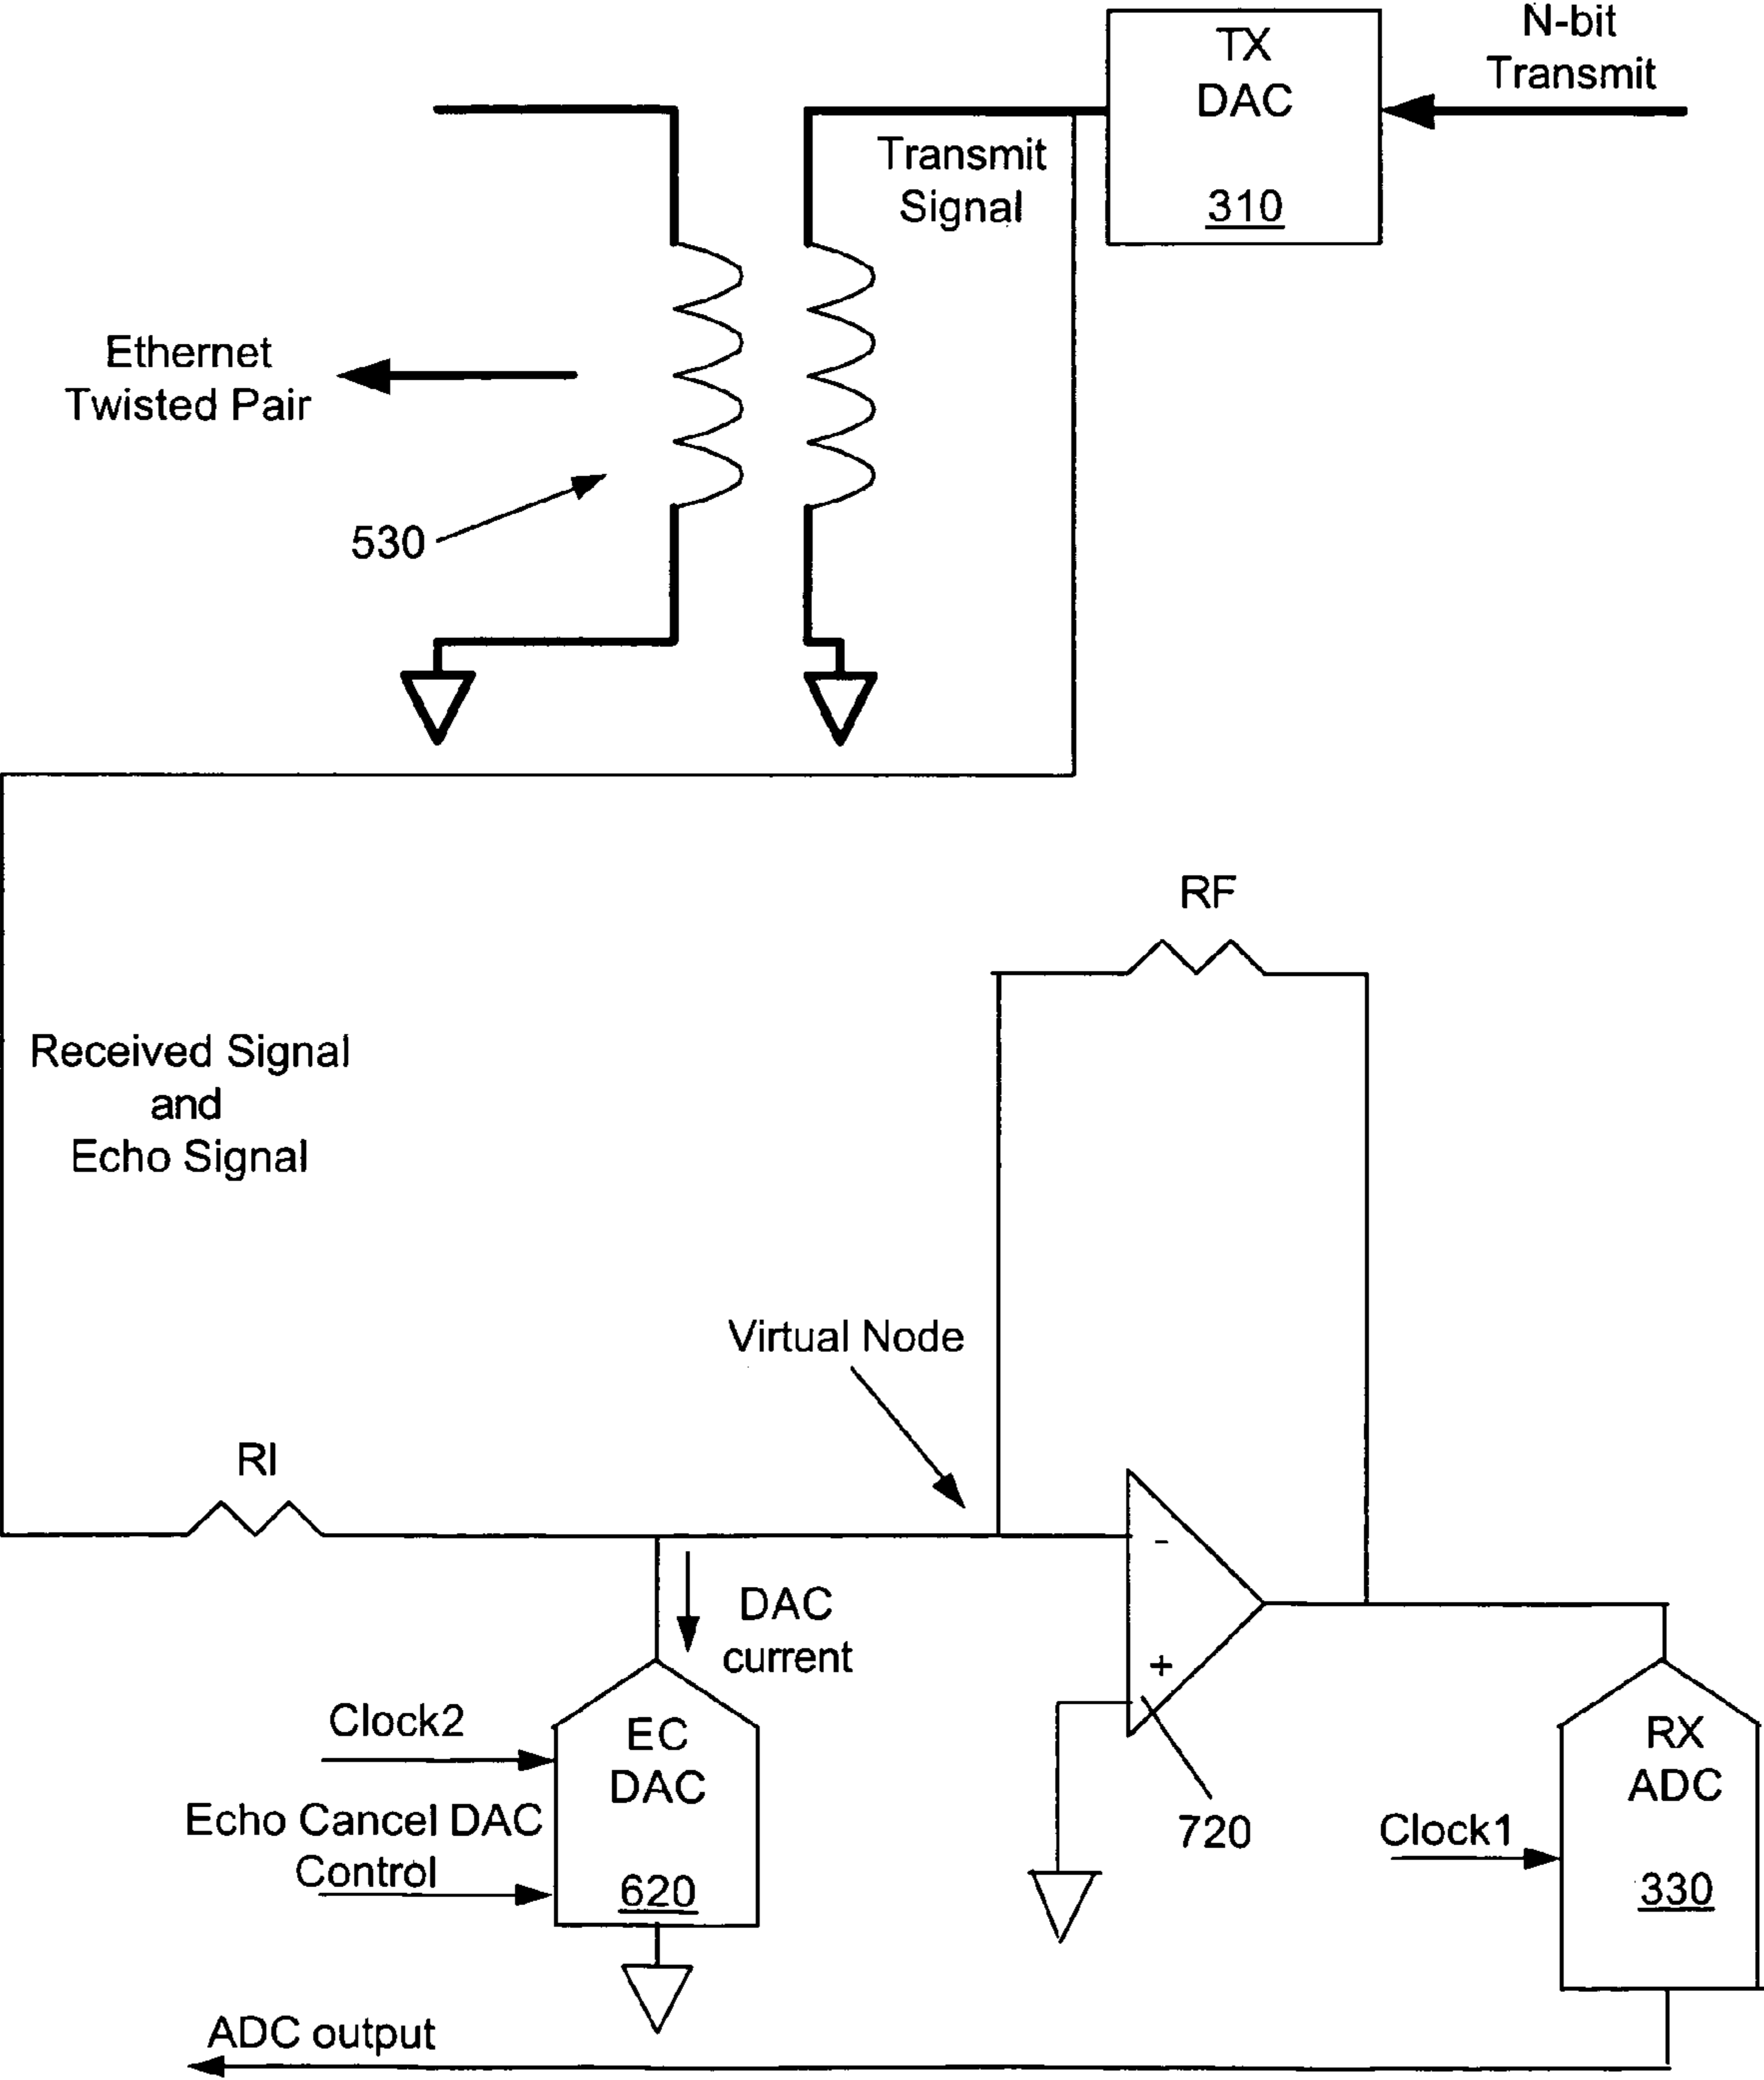 N-bit
Transmit
TX
DAC
310
Transmit
Signal
Ethernet
Twisted Pair
530
RF
Received Signal
and
Echo Signal
Virtual Node
RI
-
+
DAC
current
Clock2
EC
DAC
Echo Cancel DAC
Control
620
720
Clock1
RX
ADC
330
ADC output